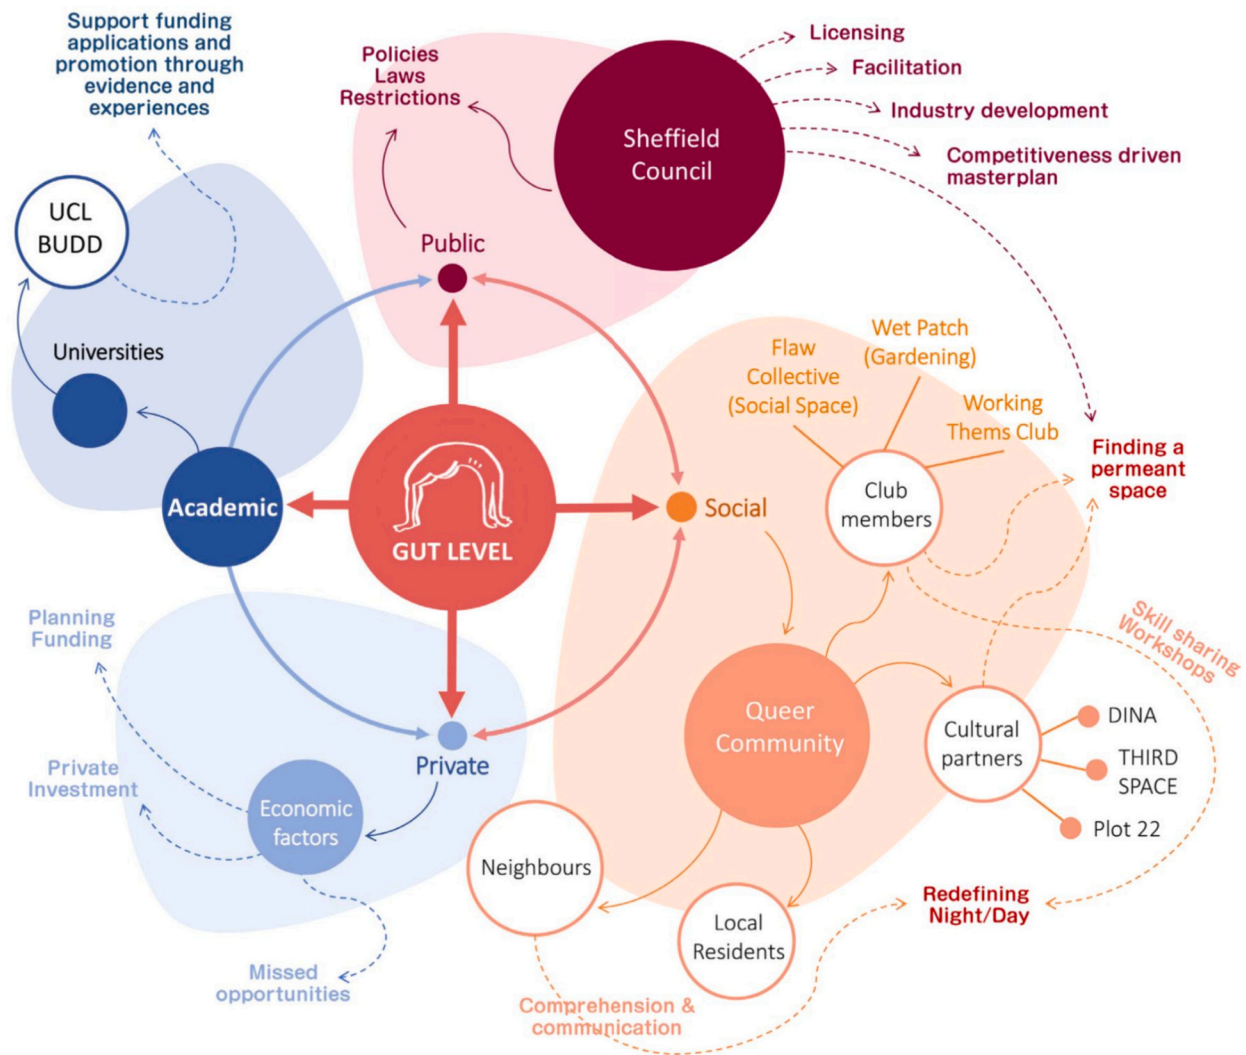 Support funding
applications and
promotion through
evidence and
experiences
Policies
Laws
Restrictions
Sheffield
Council
Licensing
Facilitation
Industry development
Competitiveness driven
masterplan
UCL
BUDD
Public
Universities
Flaw
Collective
(Social Space)
Wet Patch
(Gardening)
Working
Thems Club
Finding a
permeant
space
Academic
GUT LEVEL
Social
Club
members
Planning
Funding
Private
Investment
Private
Economic
factors
Missed
opportunities
Queer
Community
Cultural
partners
DINA
THIRD
SPACE
Plot 22
Skill sharing
Workshops
Neighbours
Local
Residents
Redefining
Night/Day
Comprehension &
communication